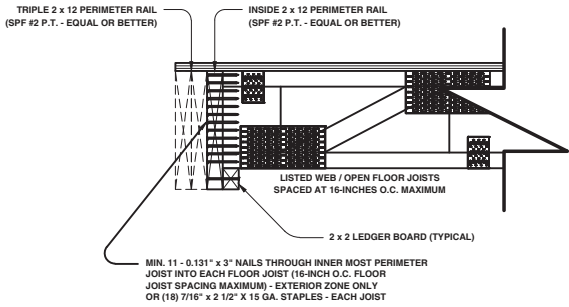 TRIPLE 2 x 12 PERIMETER RAIL
(SPF #2 P.T. - EQUAL OR BETTER)
INSIDE 2 x 12 PERIMETER RAIL
(SPF #2 P.T. - EQUAL OR BETTER)
LISTED WEB / OPEN FLOOR JOISTS
SPACED AT 16-INCHES O.C. MAXIMUM
2 x 2 LEDGER BOARD (TYPICAL)
MIN. 11 - 0.131" x 3" NAILS THROUGH INNER MOST PERIMETER
JOIST INTO EACH FLOOR JOIST (16-INCH O.C. FLOOR
JOIST SPACING MAXIMUM) - EXTERIOR ZONE ONLY
OR (18) 7/16" x 2 1/2" X 15 GA. STAPLES - EACH JOIST